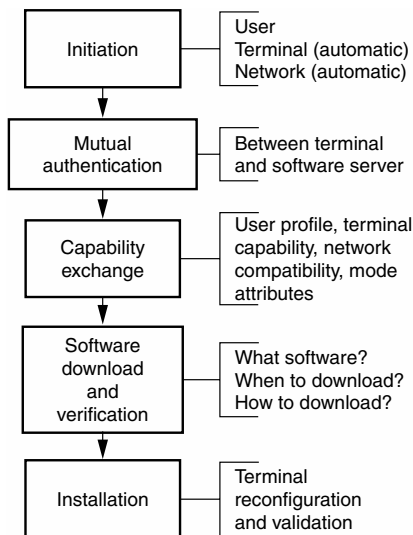 Initiation
User
Terminal (automatic)
Network (automatic)
Mutual
authentication
Between terminal
and software server
Capability
exchange
User profile, terminal
capability, network
compatibility, mode
attributes
Software
download
and
verification
What software?
When to download?
How to download?
Installation
Terminal
reconfiguration
and validation